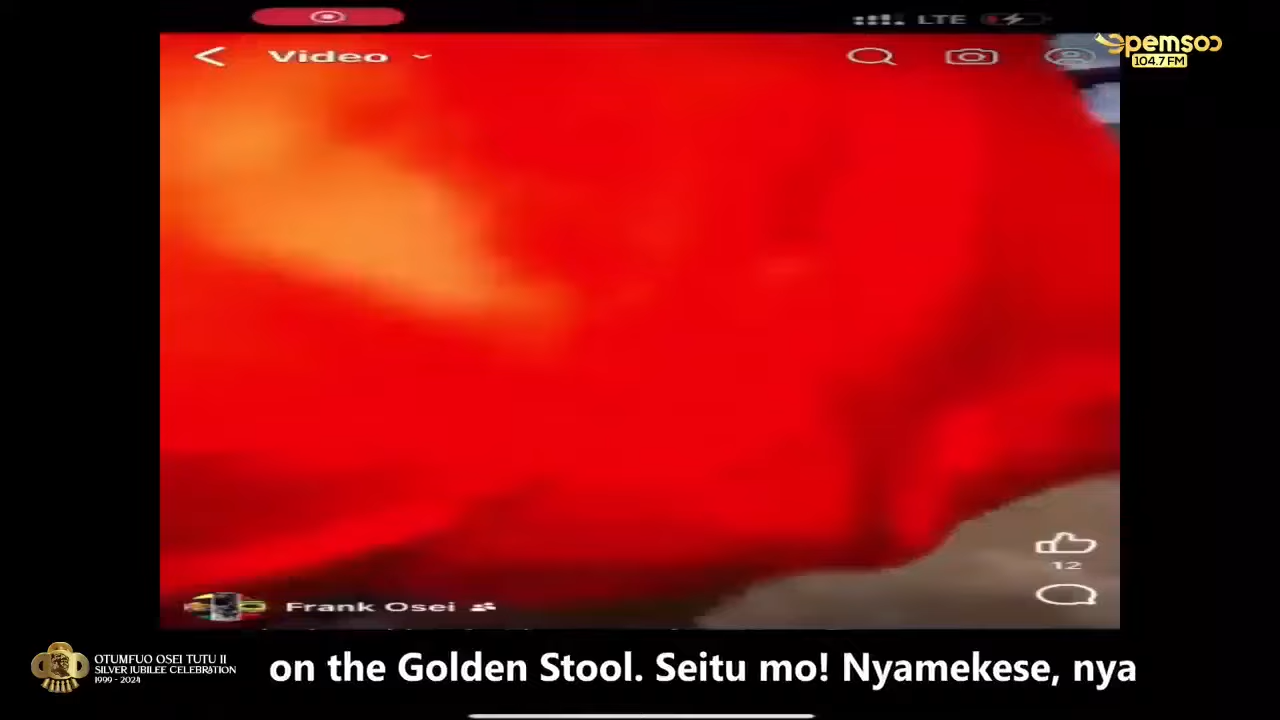 LTE
Video
Opemsoo
104.7 FM
12
Frank Osei
OTUMFUO OSEI TUTU II
SILVER JUBILEE CELEBRATION
1999 - 2024
on the Golden Stool. Seitu mo! Nyamekese, nya